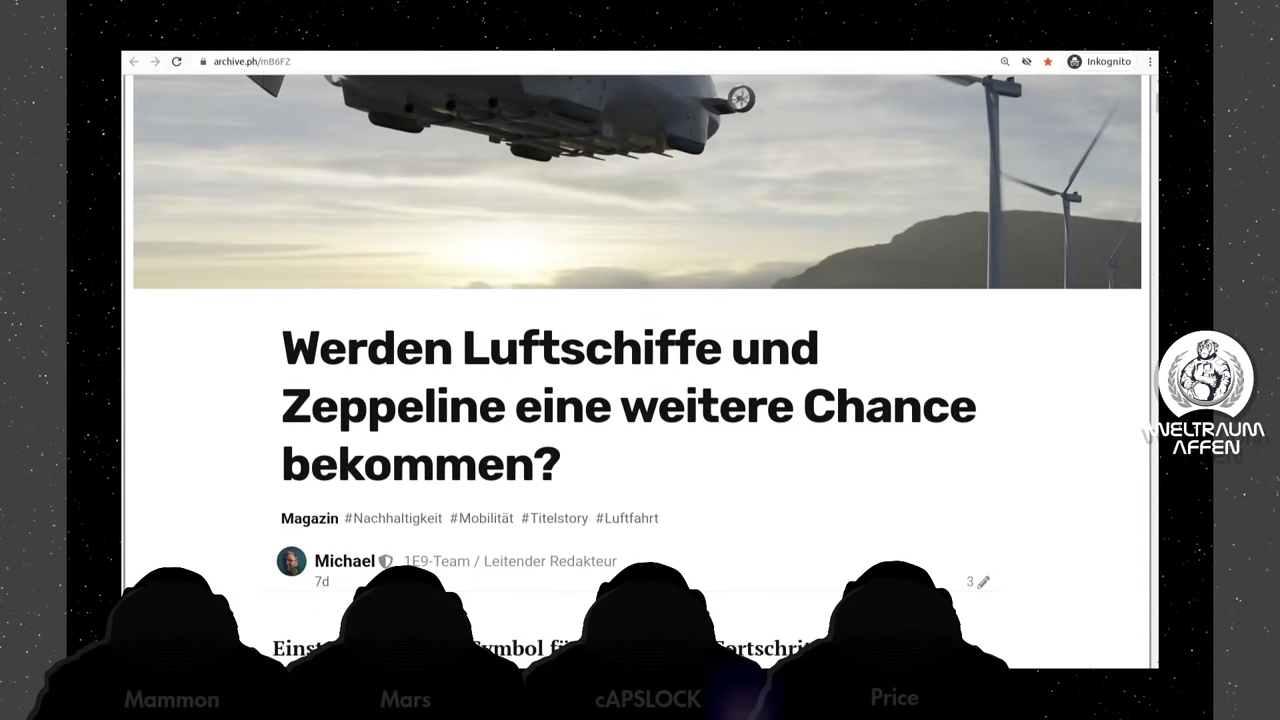 archive.ph/mB6FZ
Inkognito
Werden Luftschiffe und
Zeppeline eine weitere Chance
bekommen?
Magazin #Nachhaltigkeit #Mobilität #Titelstory #Luftfahrt
Michael 1E9-Team / Leitender Redakteur
7d
3
WELTRAUM
AFFEN
Mammon
Mars
cAPSLOCK
Price